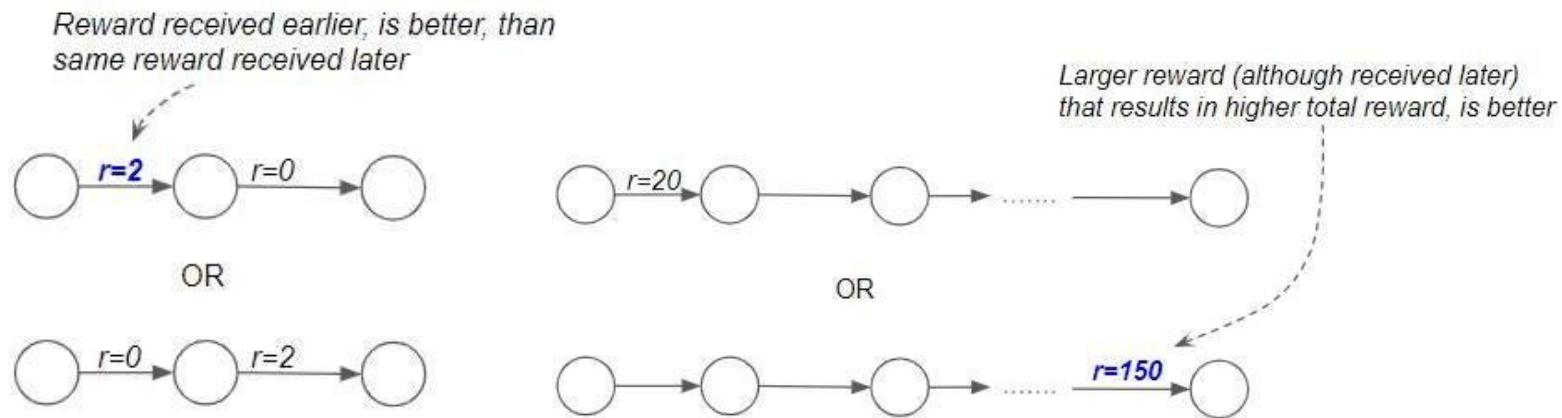 Reward received earlier, is better, than
same reward received later
r=2
r=0
OR
r=0
r=2
Larger reward (although received later)
that results in higher total reward, is better
r=20
.......
OR
.......
r=150